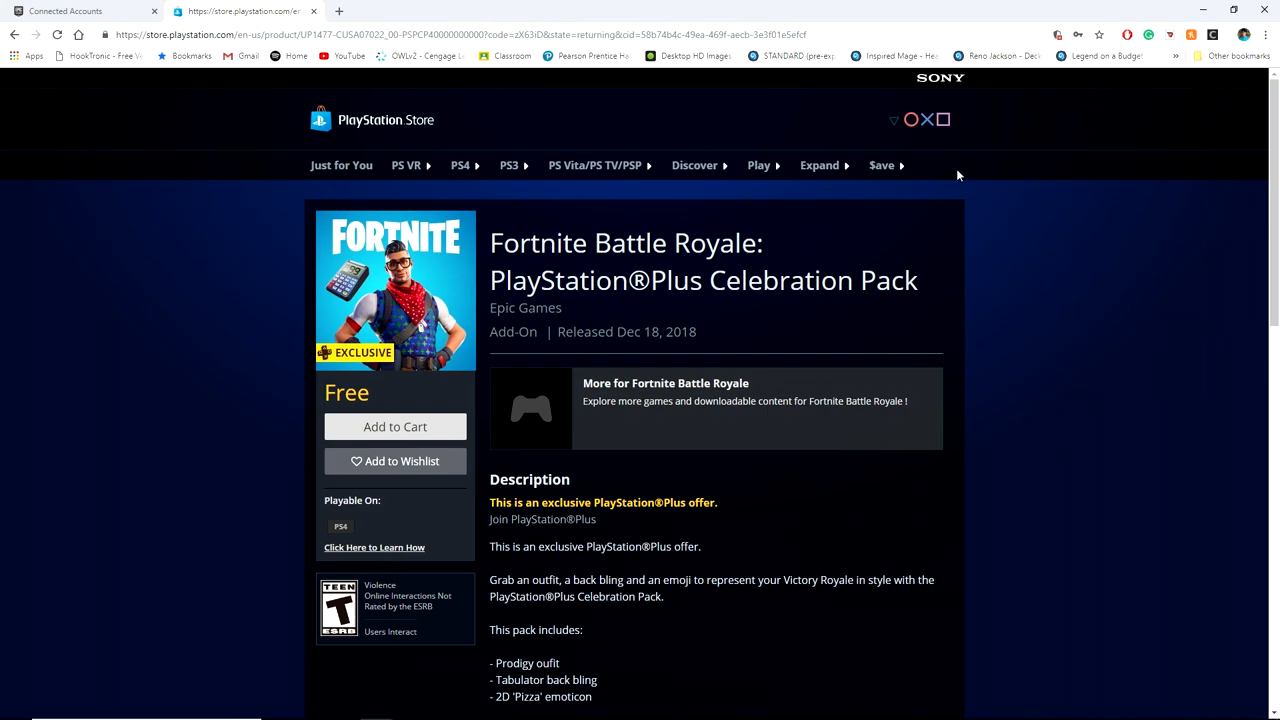 Connected Accounts
https://store.playstation.com/er
https://store.playstation.com/en-us/product/UP1477-CUSA07022_00-PSPCP40000000000?code=zX63iD&state=returning&cid=58b74b4c-49ea-469f-aecb-3e3f01e5efcf
Apps HookTronic - Free V Bookmarks Gmail Home YouTube OWLv2 - Cengage L Classroom Pearson Prentice Ha Desktop HD Images STANDARD (pre-exp Inspired Mage - Hea Reno Jackson - Deck Legend on a Budget » Other bookmarks
SONY
PlayStation.Store
Just for You PS VR PS4 PS3 PS Vita/PS TV/PSP Discover Play Expand $ave
FORTNITE
EXCLUSIVE
Free
Add to Cart
Add to Wishlist
Playable On:
PS4
Click Here to Learn How
TEEN
T
ESRB
Violence
Online Interactions Not
Rated by the ESRB
Users Interact
Fortnite Battle Royale:
PlayStation®Plus Celebration Pack
Epic Games
Add-On | Released Dec 18, 2018
More for Fortnite Battle Royale
Explore more games and downloadable content for Fortnite Battle Royale !
Description
This is an exclusive PlayStation®Plus offer.
Join PlayStation®Plus
This is an exclusive PlayStation®Plus offer.
Grab an outfit, a back bling and an emoji to represent your Victory Royale in style with the
PlayStation®Plus Celebration Pack.
This pack includes:
- Prodigy oufit
- Tabulator back bling
- 2D 'Pizza' emoticon